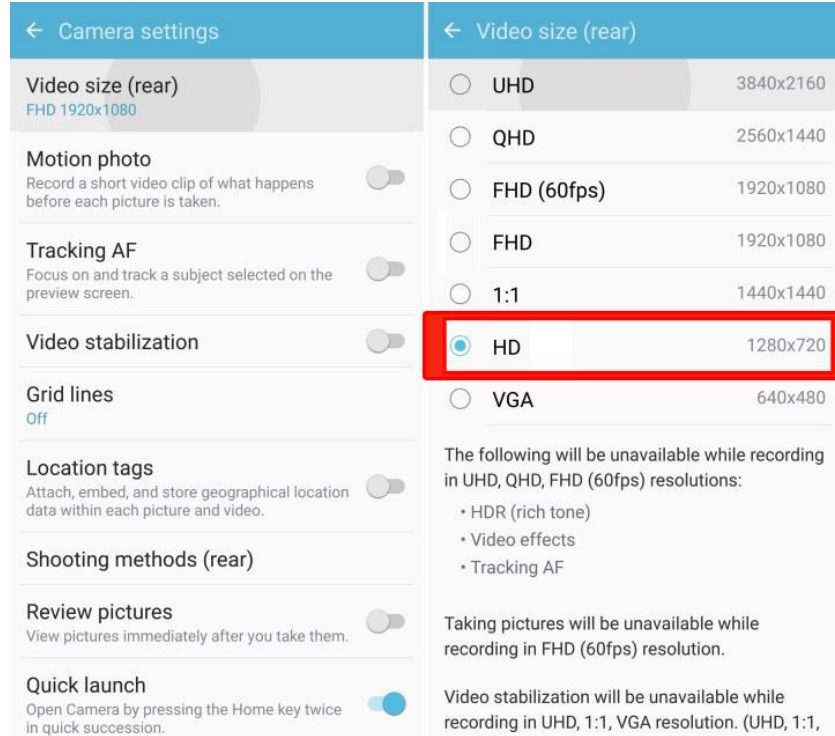 Camera settings
Video size (rear)
FHD 1920x1080
Motion photo
Record a short video clip of what happens
before each picture is taken.
Tracking AF
Focus on and track a subject selected on the
preview screen.
Video stabilization
Grid lines
Off
Location tags
Attach, embed, and store geographical location
data within each picture and video.
Shooting methods (rear)
Review pictures
View pictures immediately after you take them.
Quick launch
Open Camera by pressing the Home key twice
in quick succession.
Video size (rear)
UHD 3840x2160
QHD 2560x1440
FHD (60fps) 1920x1080
FHD 1920x1080
1:1 1440x1440
HD 1280x720
VGA 640x480
The following will be unavailable while recording
in UHD, QHD, FHD (60fps) resolutions:
• HDR (rich tone)
• Video effects
• Tracking AF
Taking pictures will be unavailable while
recording in FHD (60fps) resolution.
Video stabilization will be unavailable while
recording in UHD, 1:1, VGA resolution. (UHD, 1:1,